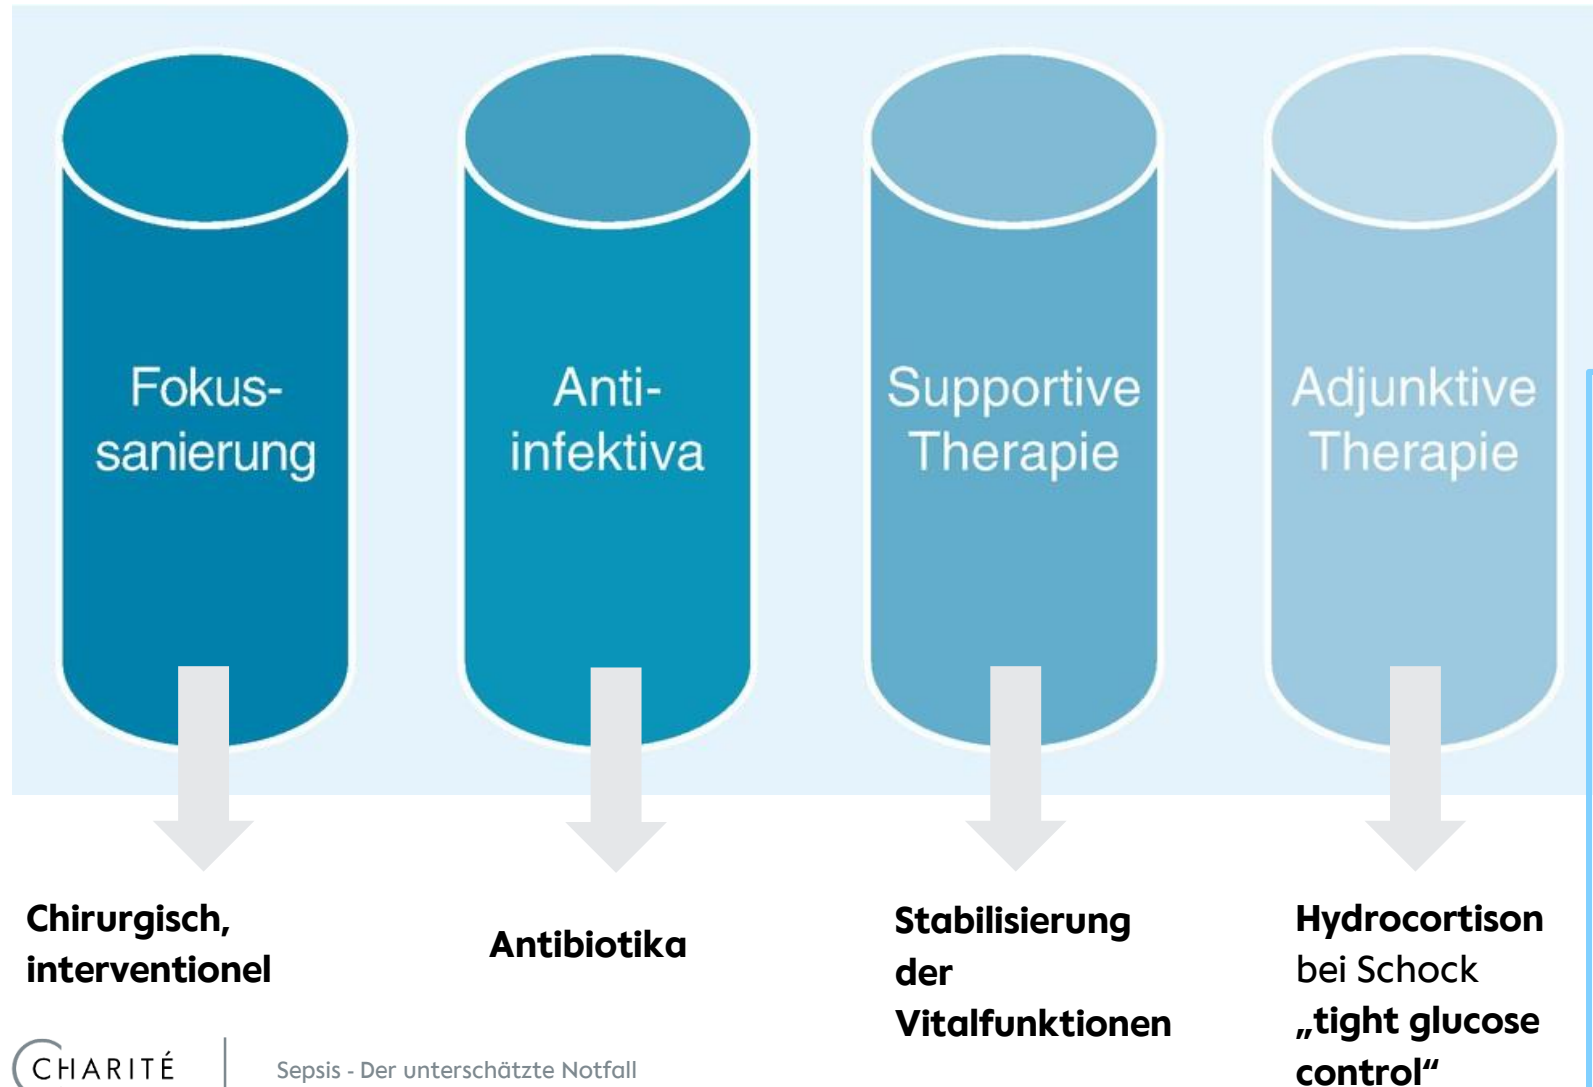 Fokus-
sanierung
Anti-
infektiva
Supportive
Therapie
Adjunktive
Therapie
Chirurgisch,
interventionel
Antibiotika
Stabilisierung
der
Vitalfunktionen
Hydrocortison
bei Schock
„tight glucose
control“
CHARITÉ
Sepsis - Der unterschätzte Notfall